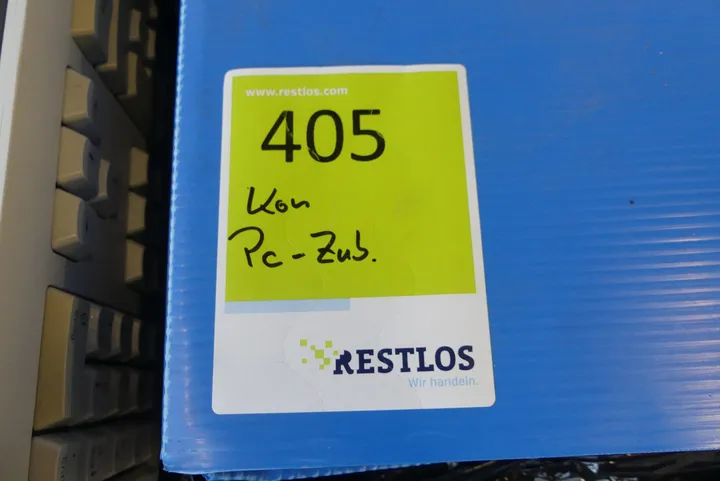 www.restlos.com
405
Kon
Pc-Zub.
RESTLOS
Wir handeln.